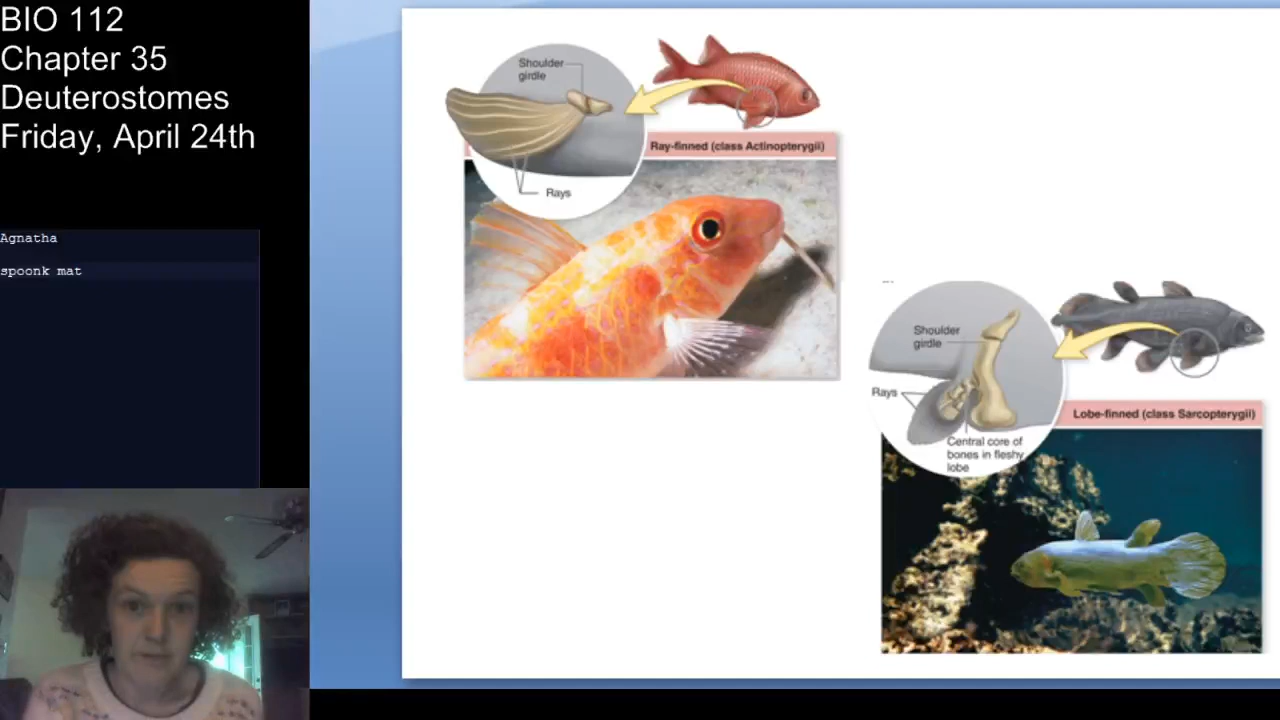 BIO 112
Chapter 35
Deuterostomes
Friday, April 24th
Agnatha
spoonk mat
Shoulder
girdle
Rays
Ray-finned (class Actinopterygii)
Shoulder
girdle
Rays
Central core of
bones in fleshy
lobe
Lobe-finned (class Sarcopterygii)